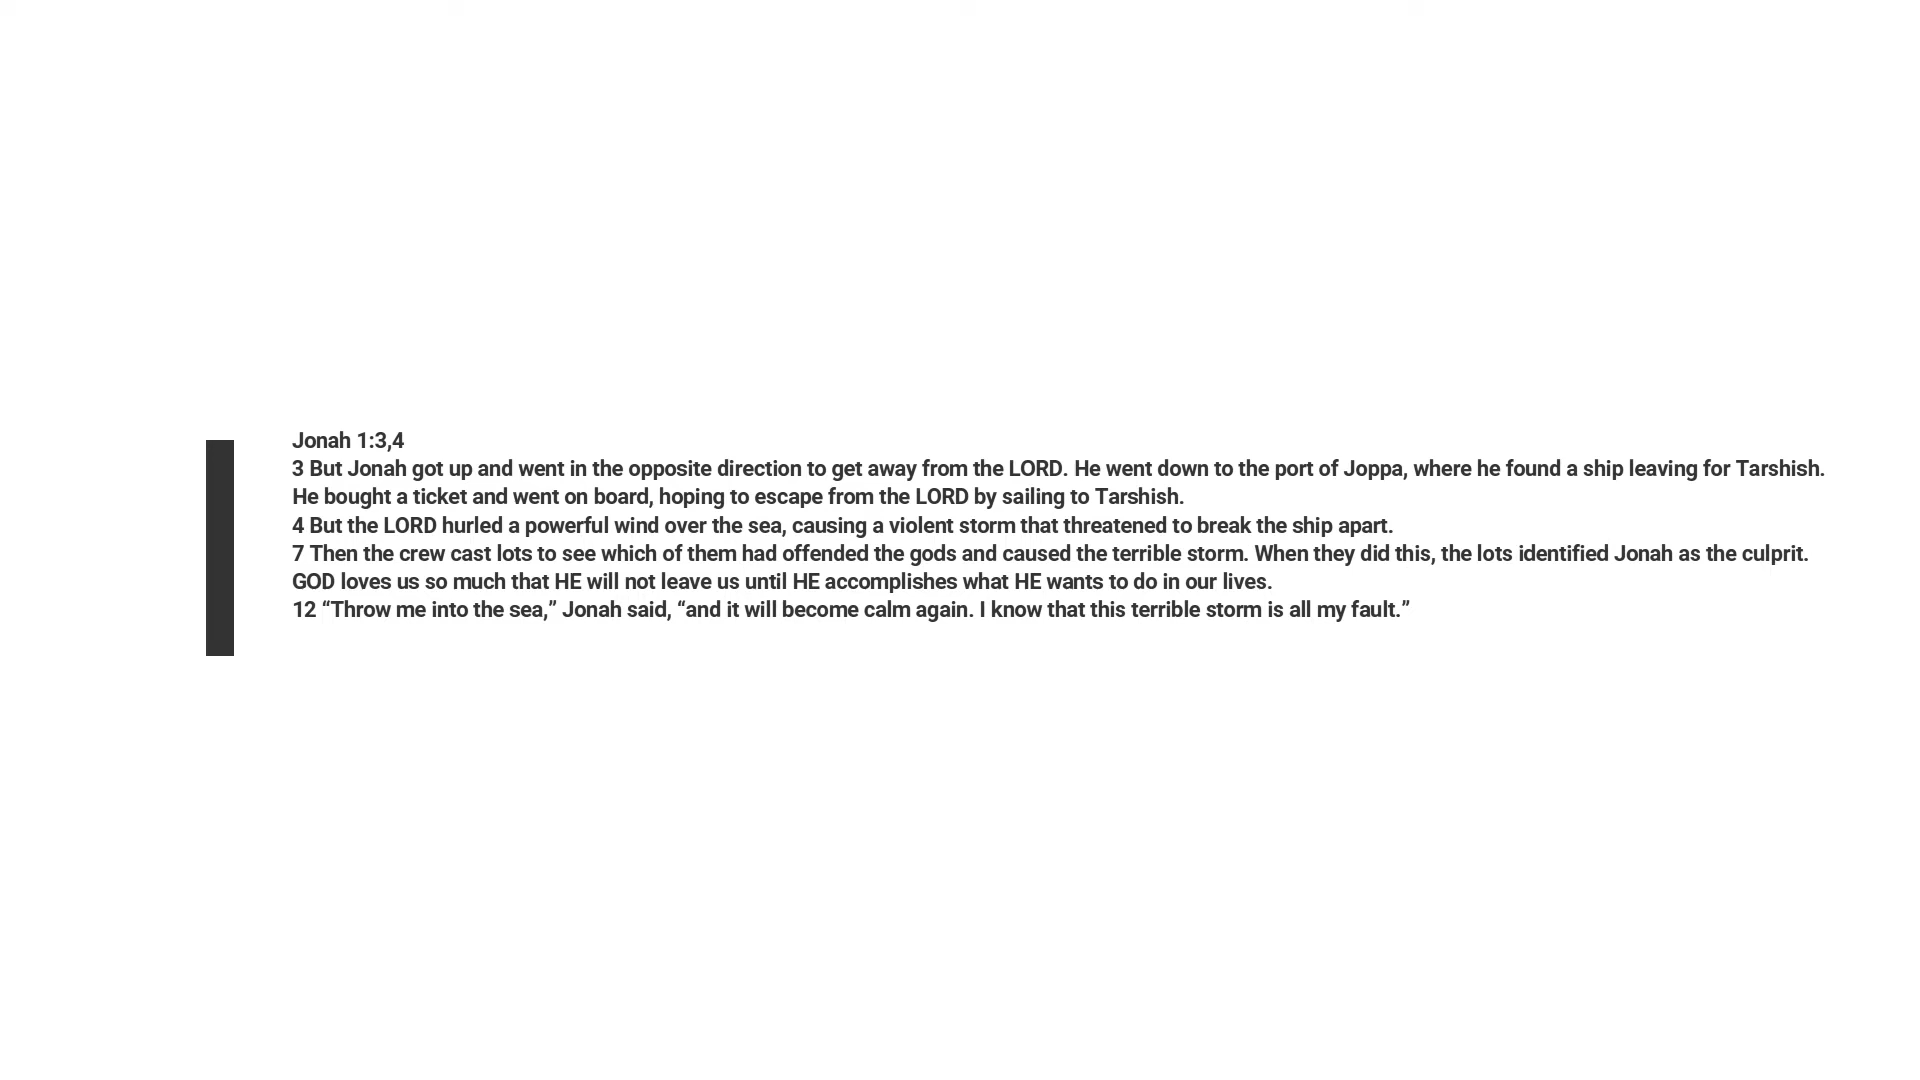 Jonah 1:3,4
3 But Jonah got up and went in the opposite direction to get away from the LORD. He went down to the port of Joppa, where he found a ship leaving for Tarshish.
He bought a ticket and went on board, hoping to escape from the LORD by sailing to Tarshish.
4 But the LORD hurled a powerful wind over the sea, causing a violent storm that threatened to break the ship apart.
7 Then the crew cast lots to see which of them had offended the gods and caused the terrible storm. When they did this, the lots identified Jonah as the culprit.
GOD loves us so much that HE will not leave us until HE accomplishes what HE wants to do in our lives.
12 “Throw me into the sea,” Jonah said, “and it will become calm again. I know that this terrible storm is all my fault.”